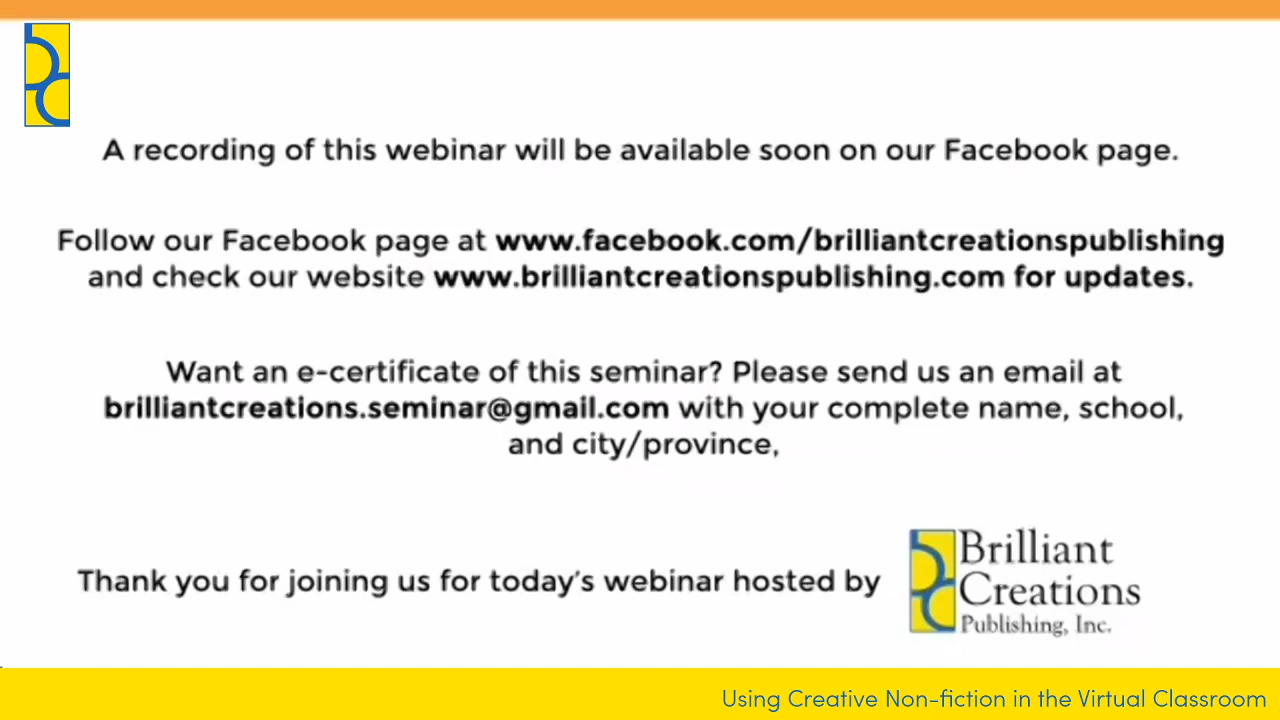 A recording of this webinar will be available soon on our Facebook page.
Follow our Facebook page at www.facebook.com/brilliantcreationspublishing
and check our website www.brilliantcreationspublishing.com for updates.
Want an e-certificate of this seminar? Please send us an email at
brilliantcreations.seminar@gmail.com with your complete name, school,
and city/province,
Thank you for joining us for today's webinar hosted by
Brilliant
Creations
Publishing, Inc.
Using Creative Non-fiction in the Virtual Classroom